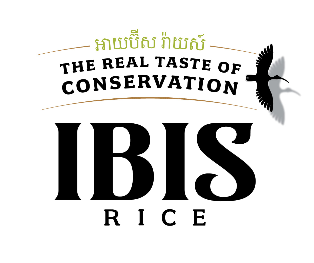 អាយប៊ីស រ៉ាយស៍
THE REAL TASTE OF
CONSERVATION
IBIS
RICE